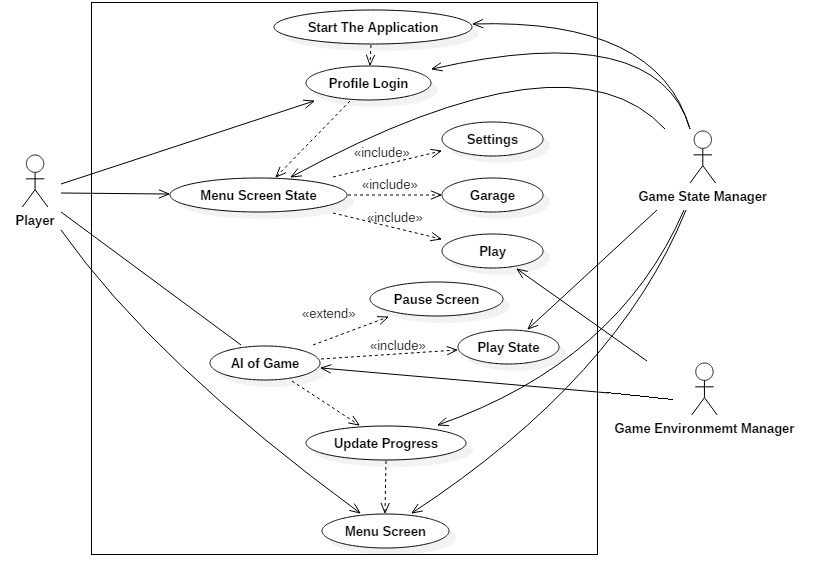 Start The Application
Profile Login
Settings
«include»
«include»
Menu Screen State
Garage
Game State Manager
Player
«include»
Play
Pause Screen
«extend»
«include»
Play State
AI of Game
Game Environmemt Manager
Update Progress
Menu Screen